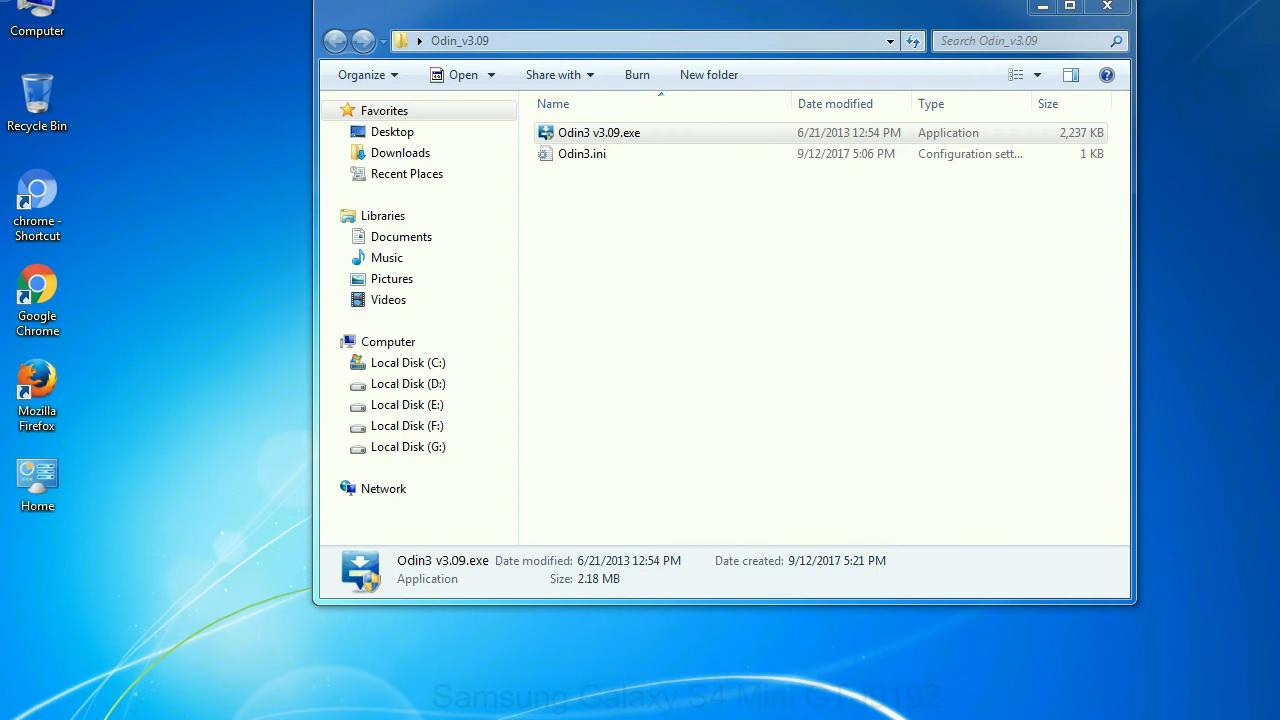 Computer
Recycle Bin
chrome -
Shortcut
Google
Chrome
Mozilla
Firefox
Home
Odin_v3.09
Search Odin_v3.09
Organize
Open
Share with
Burn
New folder
Favorites
Desktop
Downloads
Recent Places
Libraries
Documents
Music
Pictures
Videos
Computer
Local Disk (C:)
Local Disk (D:)
Local Disk (E:)
Local Disk (F:)
Local Disk (G:)
Network
Name Date modified Type Size
Odin3 v3.09.exe 6/21/2013 12:54 PM Application 2,237 KB
Odin3.ini 9/12/2017 5:06 PM Configuration sett... 1 KB
Odin3 v3.09.exe Date modified: 6/21/2013 12:54 PM Date created: 9/12/2017 5:21 PM
Application Size: 2.18 MB
Samsung Galaxy S4 Mini GT-I9192